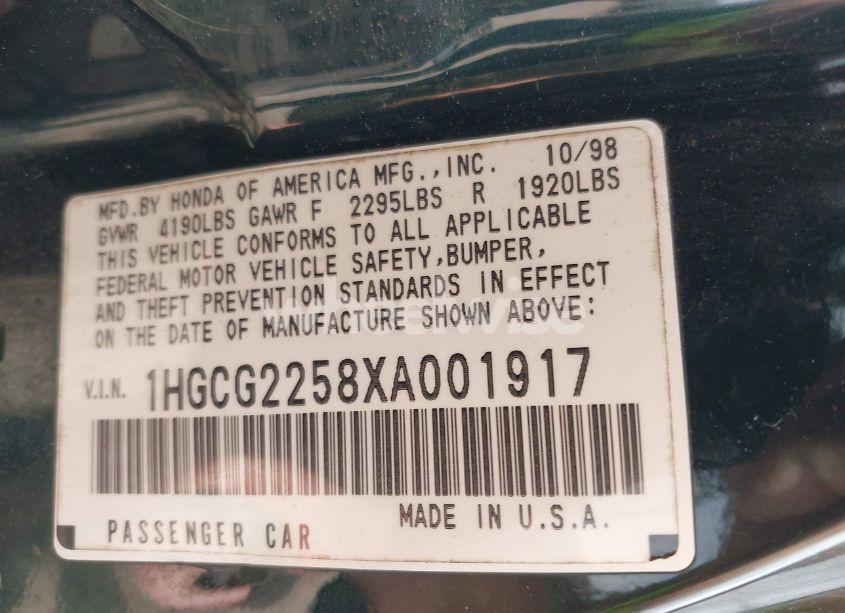 MFD.BY HONDA OF AMERICA MFG.,INC. 10/98
GVWR 4190LBS GAWR F 2295LBS R 1920LBS
THIS VEHICLE CONFORMS TO ALL APPLICABLE
FEDERAL MOTOR VEHICLE SAFETY,BUMPER,
AND THEFT PREVENTION STANDARDS IN EFFECT
ON THE DATE OF MANUFACTURE SHOWN ABOVE:
V.I.N. 1HGCG2258XA001917
PASSENGER CAR MADE IN U.S.A.